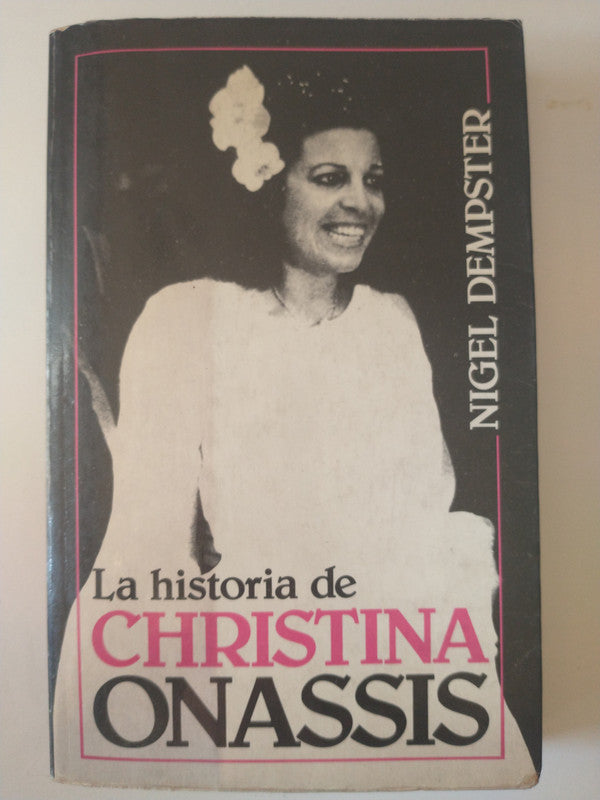 NIGEL DEMPSTER
La historia de
CHRISTINA
ONASSIS